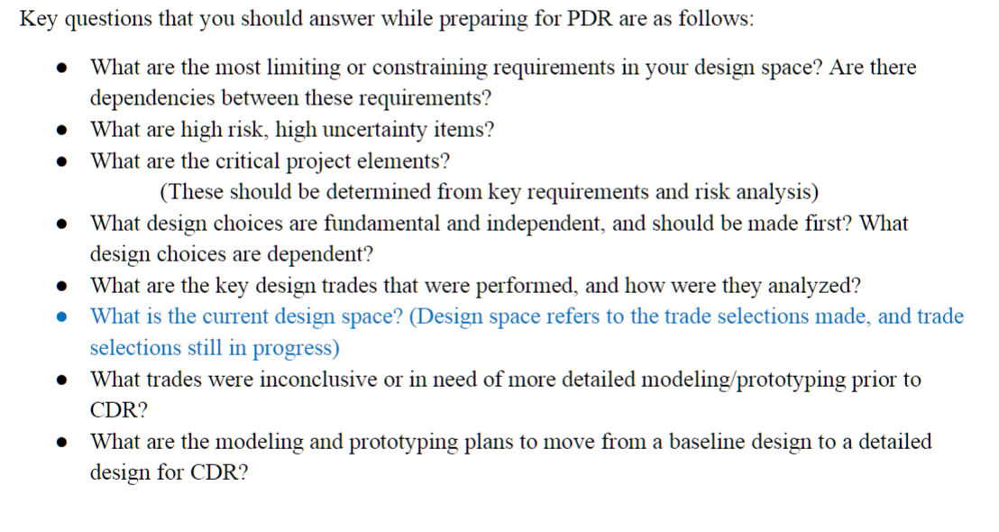 Key questions that you should answer while preparing for PDR are as follows:
● What are the most limiting or constraining requirements in your design space? Are there
dependencies between these requirements?
● What are high risk, high uncertainty items?
● What are the critical project elements?
(These should be determined from key requirements and risk analysis)
● What design choices are fundamental and independent, and should be made first? What
design choices are dependent?
● What are the key design trades that were performed, and how were they analyzed?
● What is the current design space? (Design space refers to the trade selections made, and trade
selections still in progress)
● What trades were inconclusive or in need of more detailed modeling/prototyping prior to
CDR?
● What are the modeling and prototyping plans to move from a baseline design to a detailed
design for CDR?